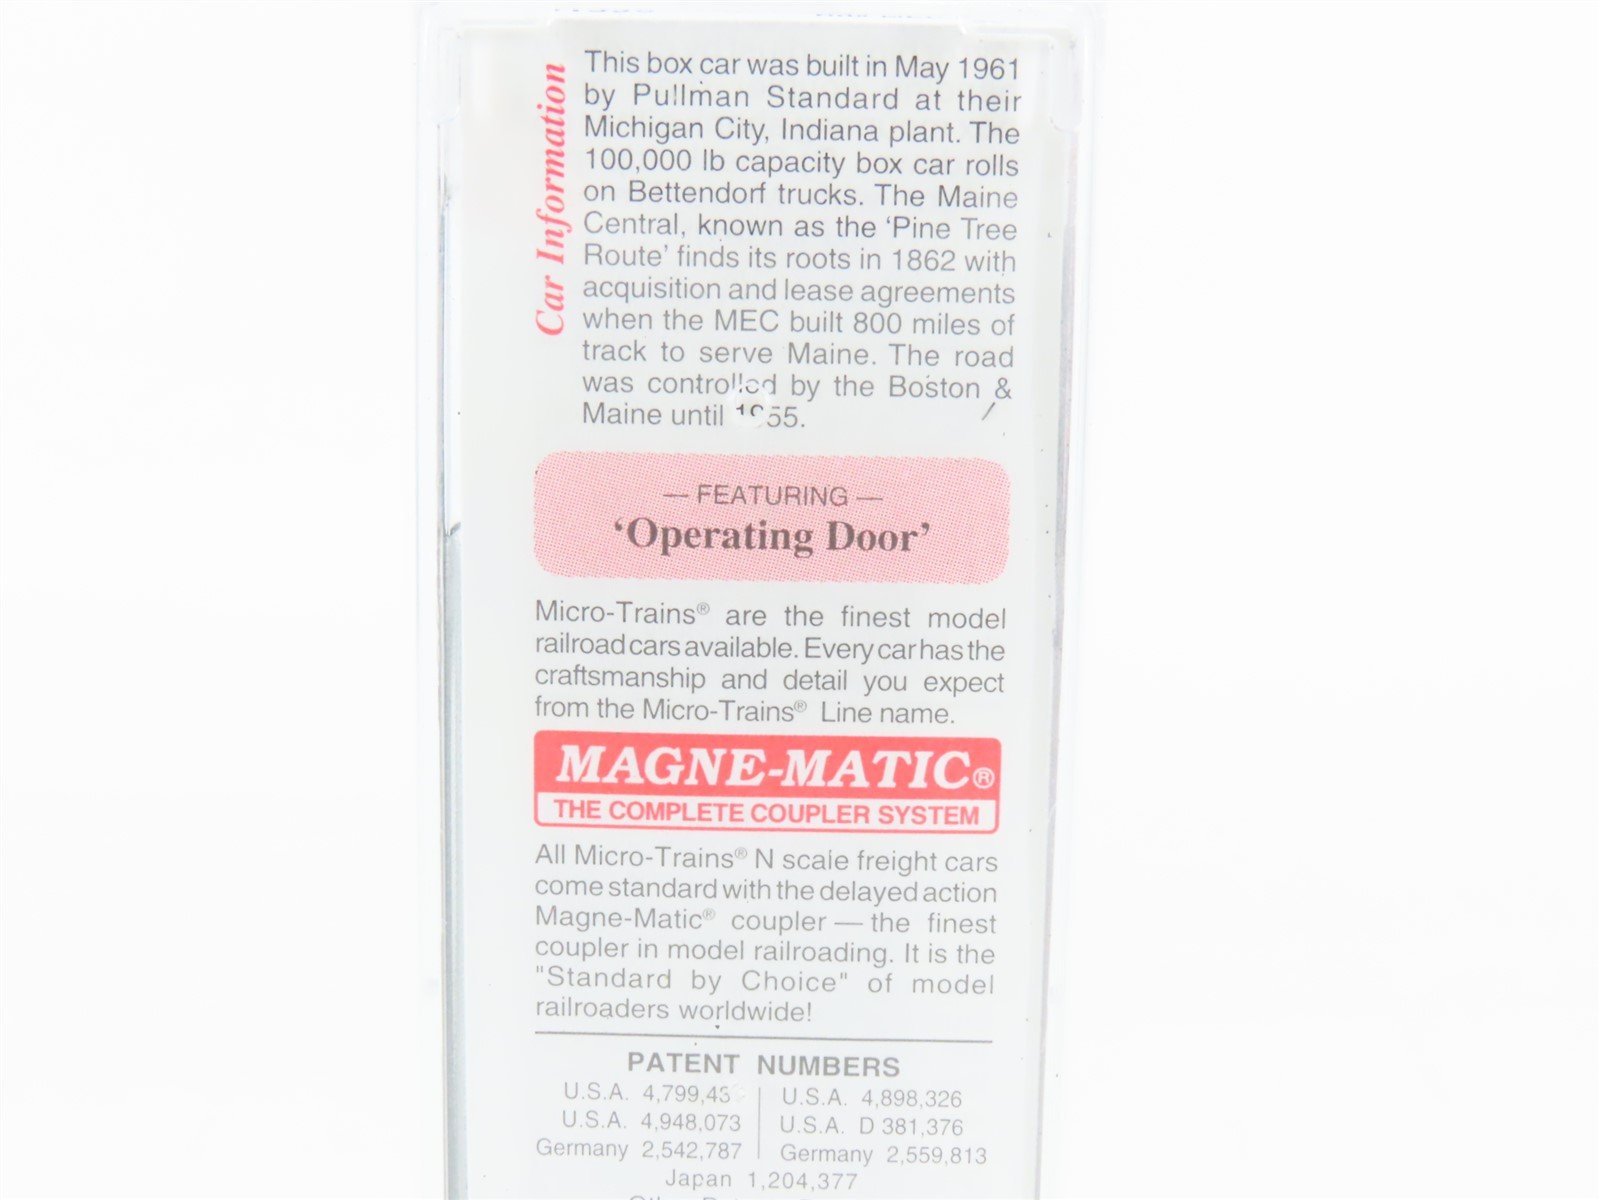 Car Information
This box car was built in May 1961
by Pullman Standard at their
Michigan City, Indiana plant. The
100,000 lb capacity box car rolls
on Bettendorf trucks. The Maine
Central, known as the ‘Pine Tree
Route’ finds its roots in 1862 with
acquisition and lease agreements
when the MEC built 800 miles of
track to serve Maine. The road
was controlled by the Boston &
Maine until 1955.
— FEATURING —
‘Operating Door’
Micro-Trains® are the finest model
railroad cars available. Every car has the
craftsmanship and detail you expect
from the Micro-Trains® Line name.
MAGNE-MATIC®
THE COMPLETE COUPLER SYSTEM
All Micro-Trains® N scale freight cars
come standard with the delayed action
Magne-Matic® coupler — the finest
coupler in model railroading. It is the
"Standard by Choice" of model
railroaders worldwide!
PATENT NUMBERS
U.S.A. U.S.A. 4,898,326
U.S.A. 4,948,073 U.S.A. D 381,376
Germany 2,542,787 Germany 2,559,813
Japan 1,204,377